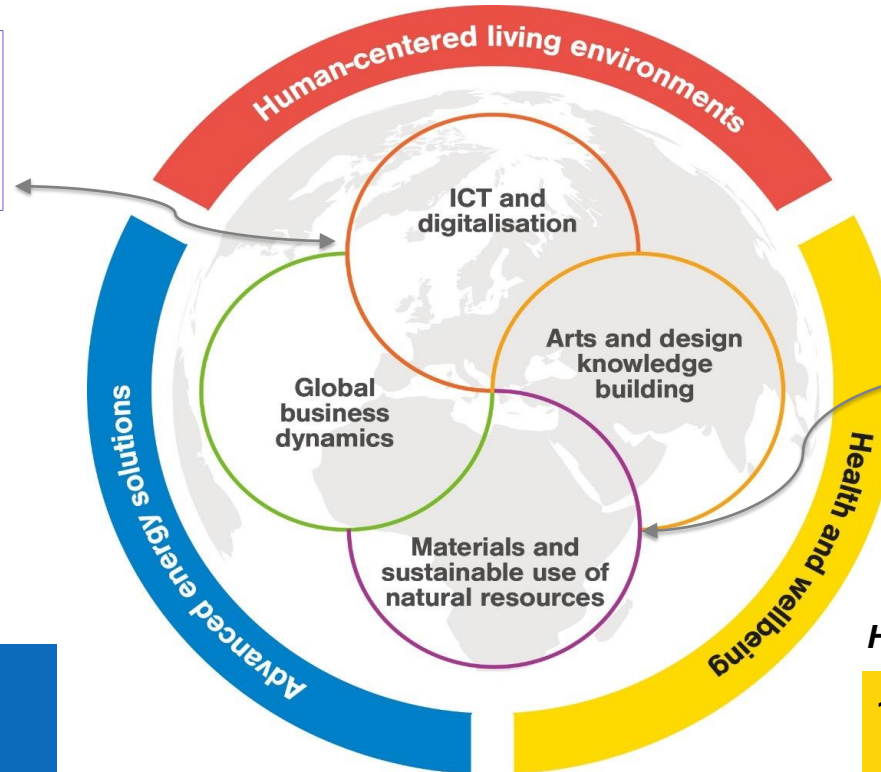 Human-centered living environments
ICT and
digitalisation
Arts and design
knowledge
building
Global
business
dynamics
Materials and
sustainable use of
natural resources
Advanced energy solutions
Health and wellbeing
H